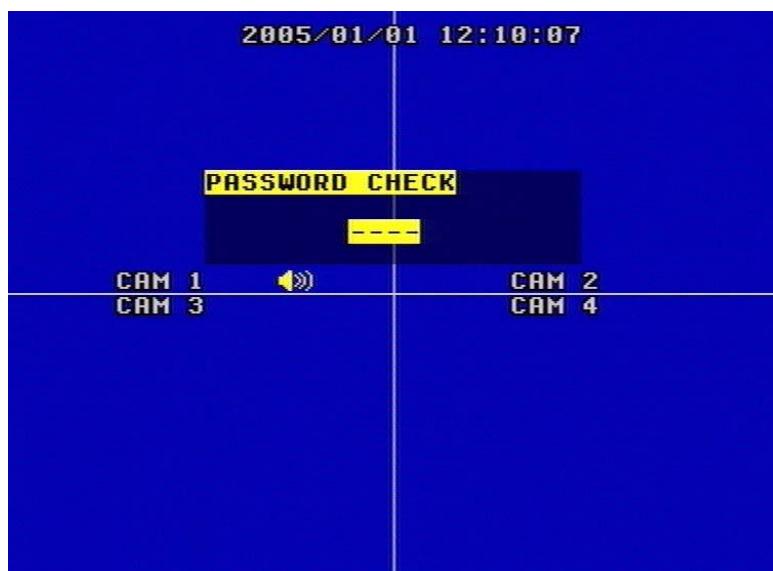 2005/01/01 12:10:07
PASSWORD CHECK
----
CAM 1 CAM 2
CAM 3 CAM 4